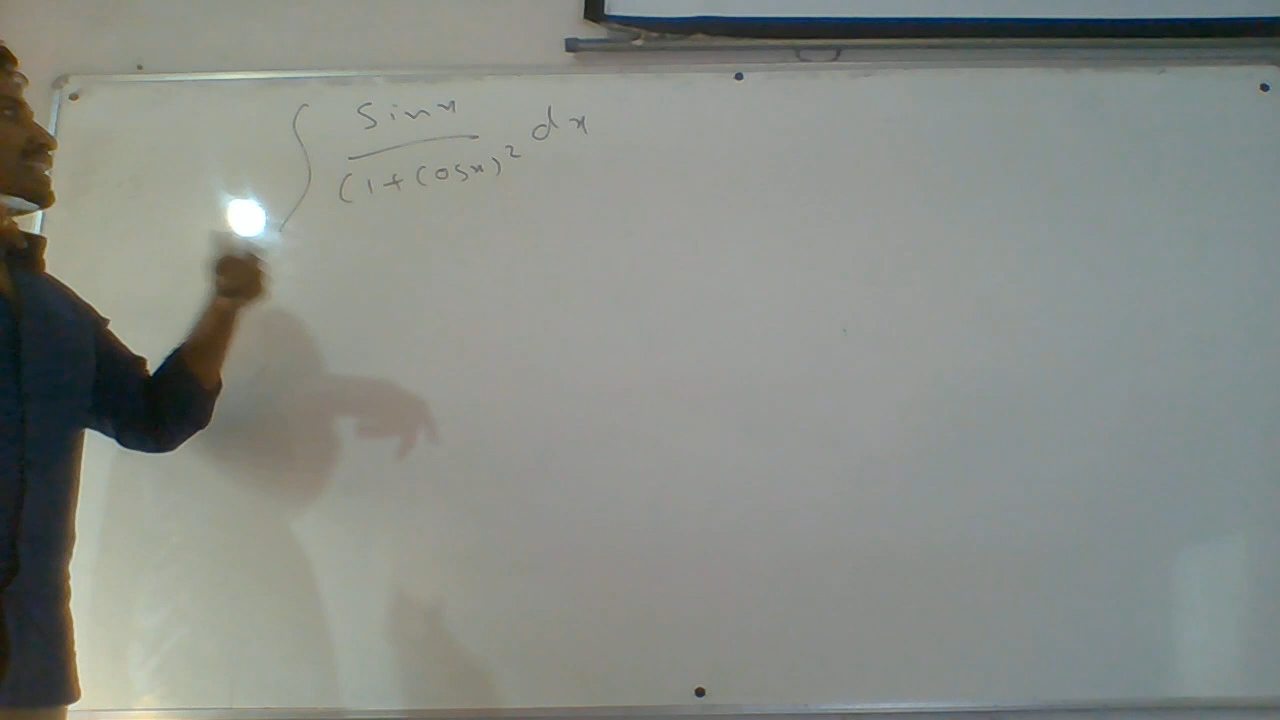 ∫ Sinx / (1+Cosx)² dx